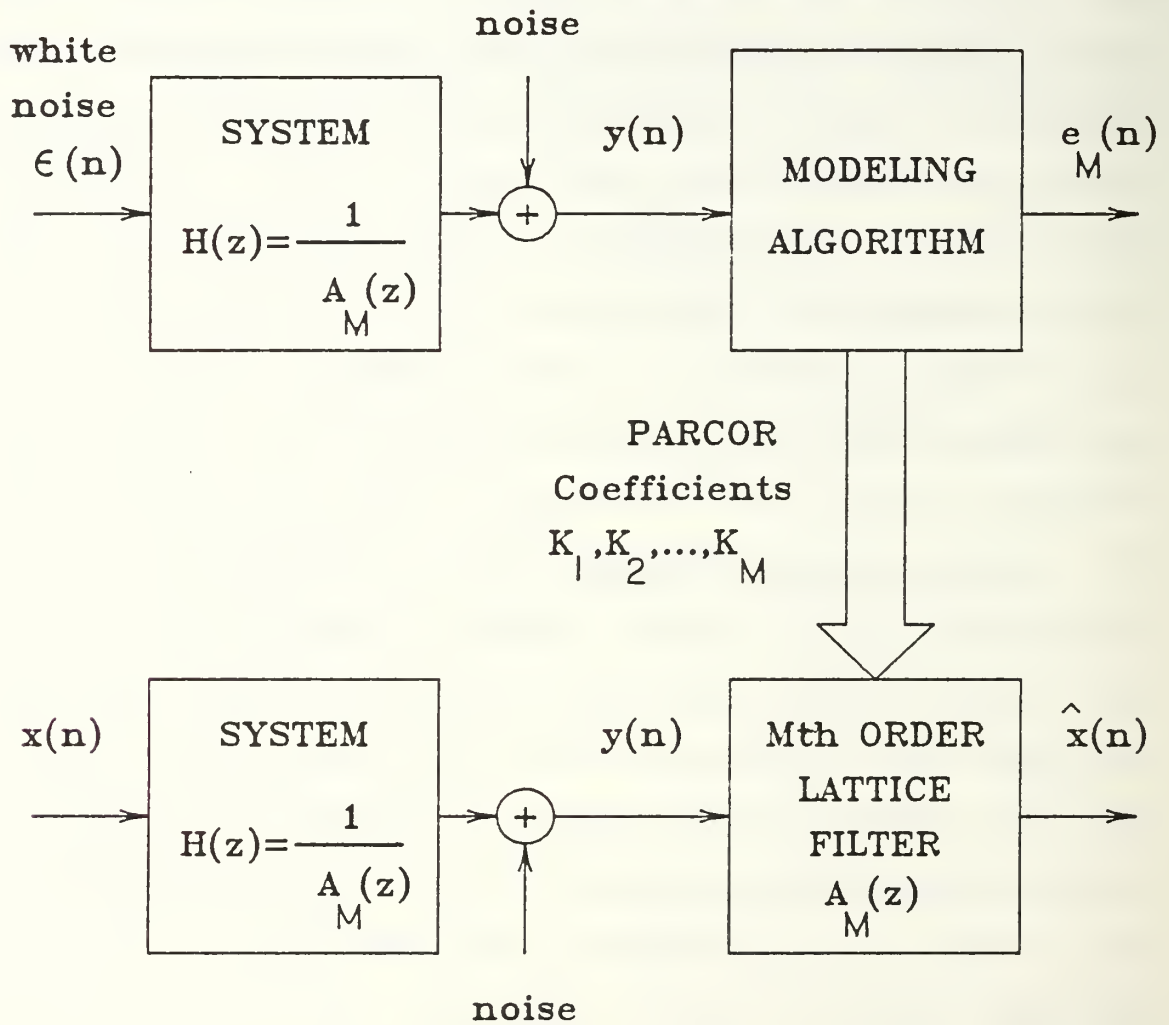 noise
white
noise
∈(n)
SYSTEM
H(z)=1/A_M(z)
+
y(n)
MODELING
ALGORITHM
e_M(n)
PARCOR
Coefficients
K_1,K_2,...,K_M
x(n)
SYSTEM
H(z)=1/A_M(z)
+
noise
y(n)
Mth ORDER
LATTICE
FILTER
A_M(z)
x̂(n)